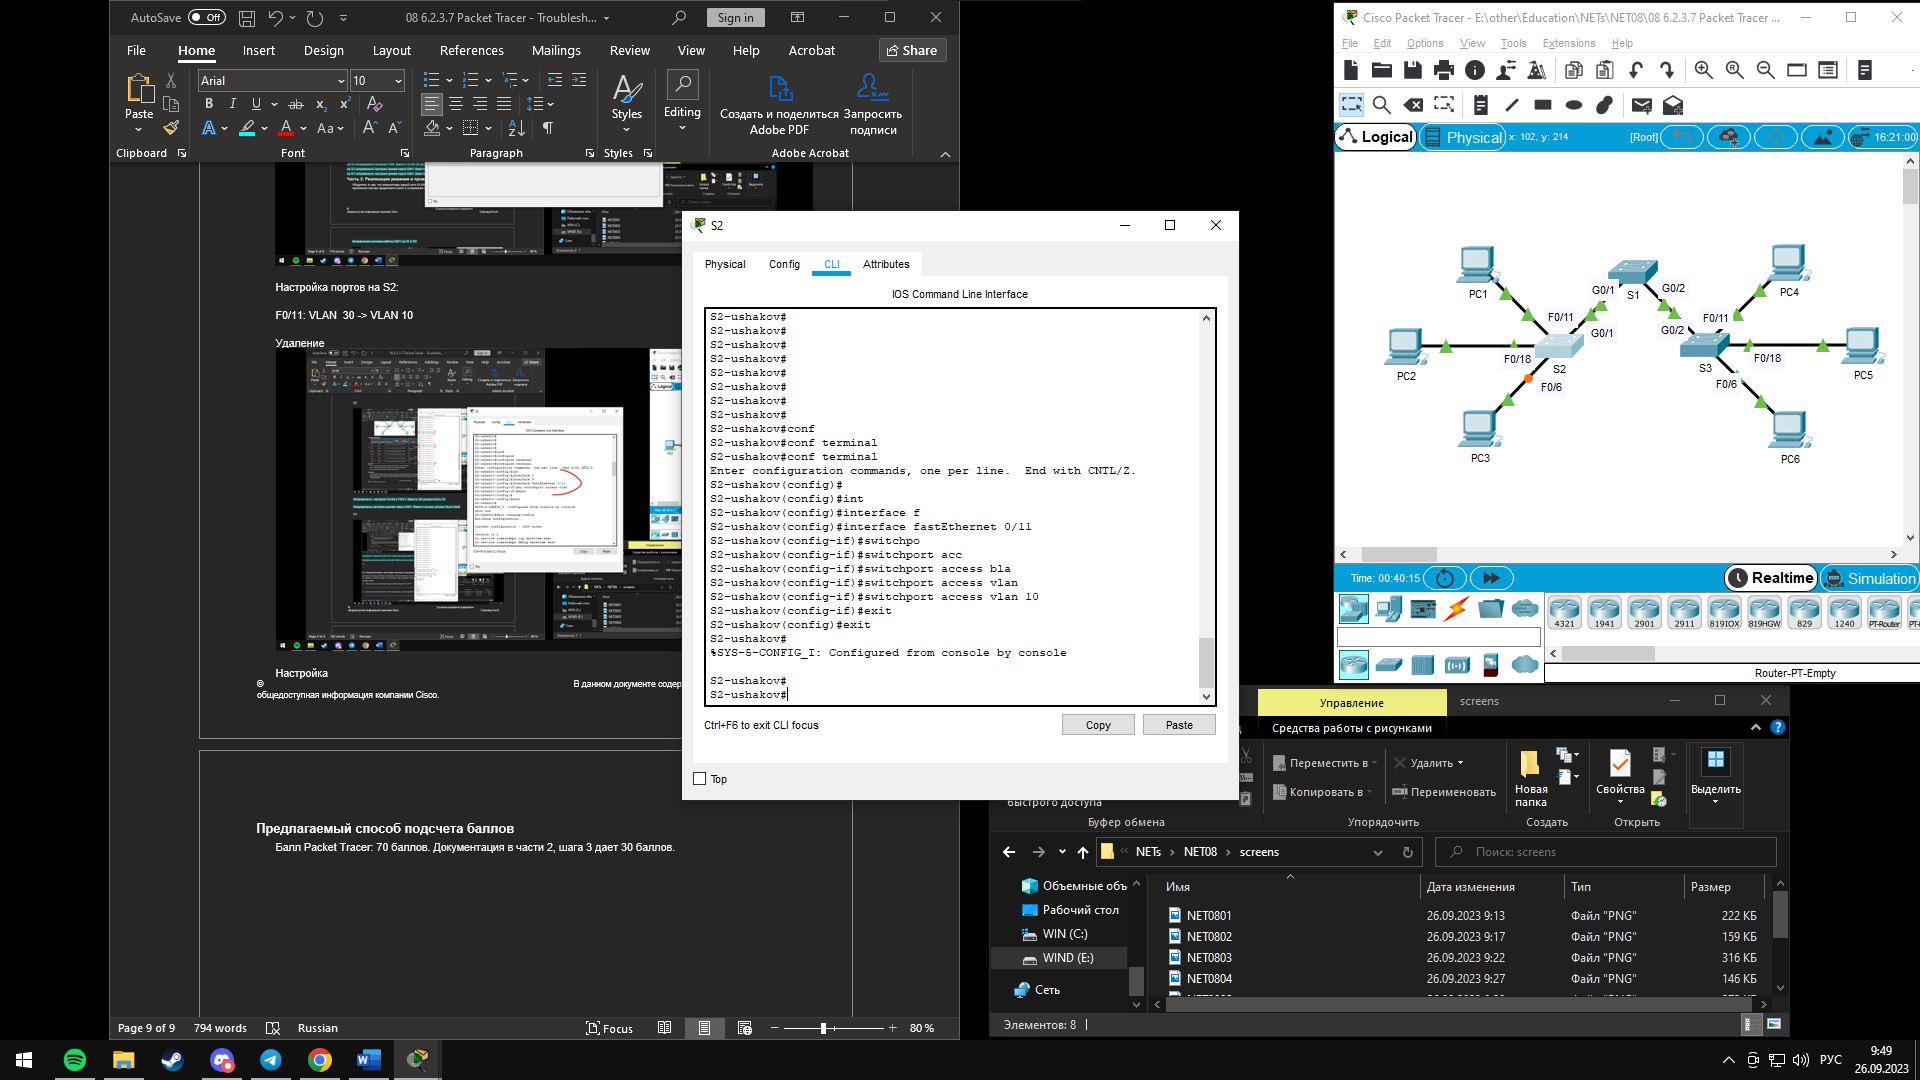 AutoSave Off
08 6.2.3.7 Packet Tracer - Troublesh...
Sign in
File Home Insert Design Layout References Mailings Review View Help Acrobat Share
Arial 10
Paste
Styles
Editing
Создать и поделиться Adobe PDF
Запросить подписи
Clipboard Font Paragraph Styles Adobe Acrobat
Настройка портов на S2:
F0/11: VLAN 30 -> VLAN 10
Удаление
Настройка
©
В данном документе содер
общедоступная информация компании Cisco.
Предлагаемый способ подсчета баллов
Балл Packet Tracer: 70 баллов. Документация в части 2, шага 3 дает 30 баллов.
Page 9 of 9 794 words Russian Focus 80 %
S2
Physical Config CLI Attributes
IOS Command Line Interface
S2-ushakov#
S2-ushakov#
S2-ushakov#
S2-ushakov#
S2-ushakov#
S2-ushakov#
S2-ushakov#
S2-ushakov#
S2-ushakov#conf
S2-ushakov#conf terminal
S2-ushakov#conf terminal
Enter configuration commands, one per line. End with CNTL/Z.
S2-ushakov(config)#
S2-ushakov(config)#int
S2-ushakov(config)#interface f
S2-ushakov(config)#interface fastEthernet 0/11
S2-ushakov(config-if)#switchpo
S2-ushakov(config-if)#switchport acc
S2-ushakov(config-if)#switchport access bla
S2-ushakov(config-if)#switchport access vlan
S2-ushakov(config-if)#switchport access vlan 10
S2-ushakov(config-if)#exit
S2-ushakov(config)#exit
S2-ushakov#
%SYS-5-CONFIG_I: Configured from console by console
S2-ushakov#
S2-ushakov#
Ctrl+F6 to exit CLI focus
Copy
Paste
Top
Cisco Packet Tracer - E:\other\Education\NETs\NET08\08 6.2.3.7 Packet Tracer ...
File Edit Options View Tools Extensions Help
Logical Physical x: 102, y: 214 [Root] 16:21:00
PC1
G0/1
S1
G0/2
PC4
F0/11
G0/1
G0/2
F0/11
PC2
F0/18
S2
S3
F0/18
PC5
F0/6
F0/6
PC3
PC6
Time: 00:40:15
Realtime Simulation
4321 1941 2901 2911 819IOX 819HGW 829 1240 PT-Router
Router-PT-Empty
Управление
screens
Средства работы с рисунками
быстрого доступа
Переместить в
Копировать в
Удалить
Переименовать
Новая папка
Свойства
Выделить
Буфер обмена Упорядочить Создать Открыть
NETs NET08 screens
Поиск: screens
Объемные объ
Рабочий стол
WIN (C:)
WIND (E:)
Сеть
Имя Дата изменения Тип Размер
NET0801 26.09.2023 9:13 Файл "PNG" 222 КБ
NET0802 26.09.2023 9:17 Файл "PNG" 159 КБ
NET0803 26.09.2023 9:22 Файл "PNG" 316 КБ
NET0804 26.09.2023 9:27 Файл "PNG" 146 КБ
Элементов: 8
РУС
9:49
26.09.2023